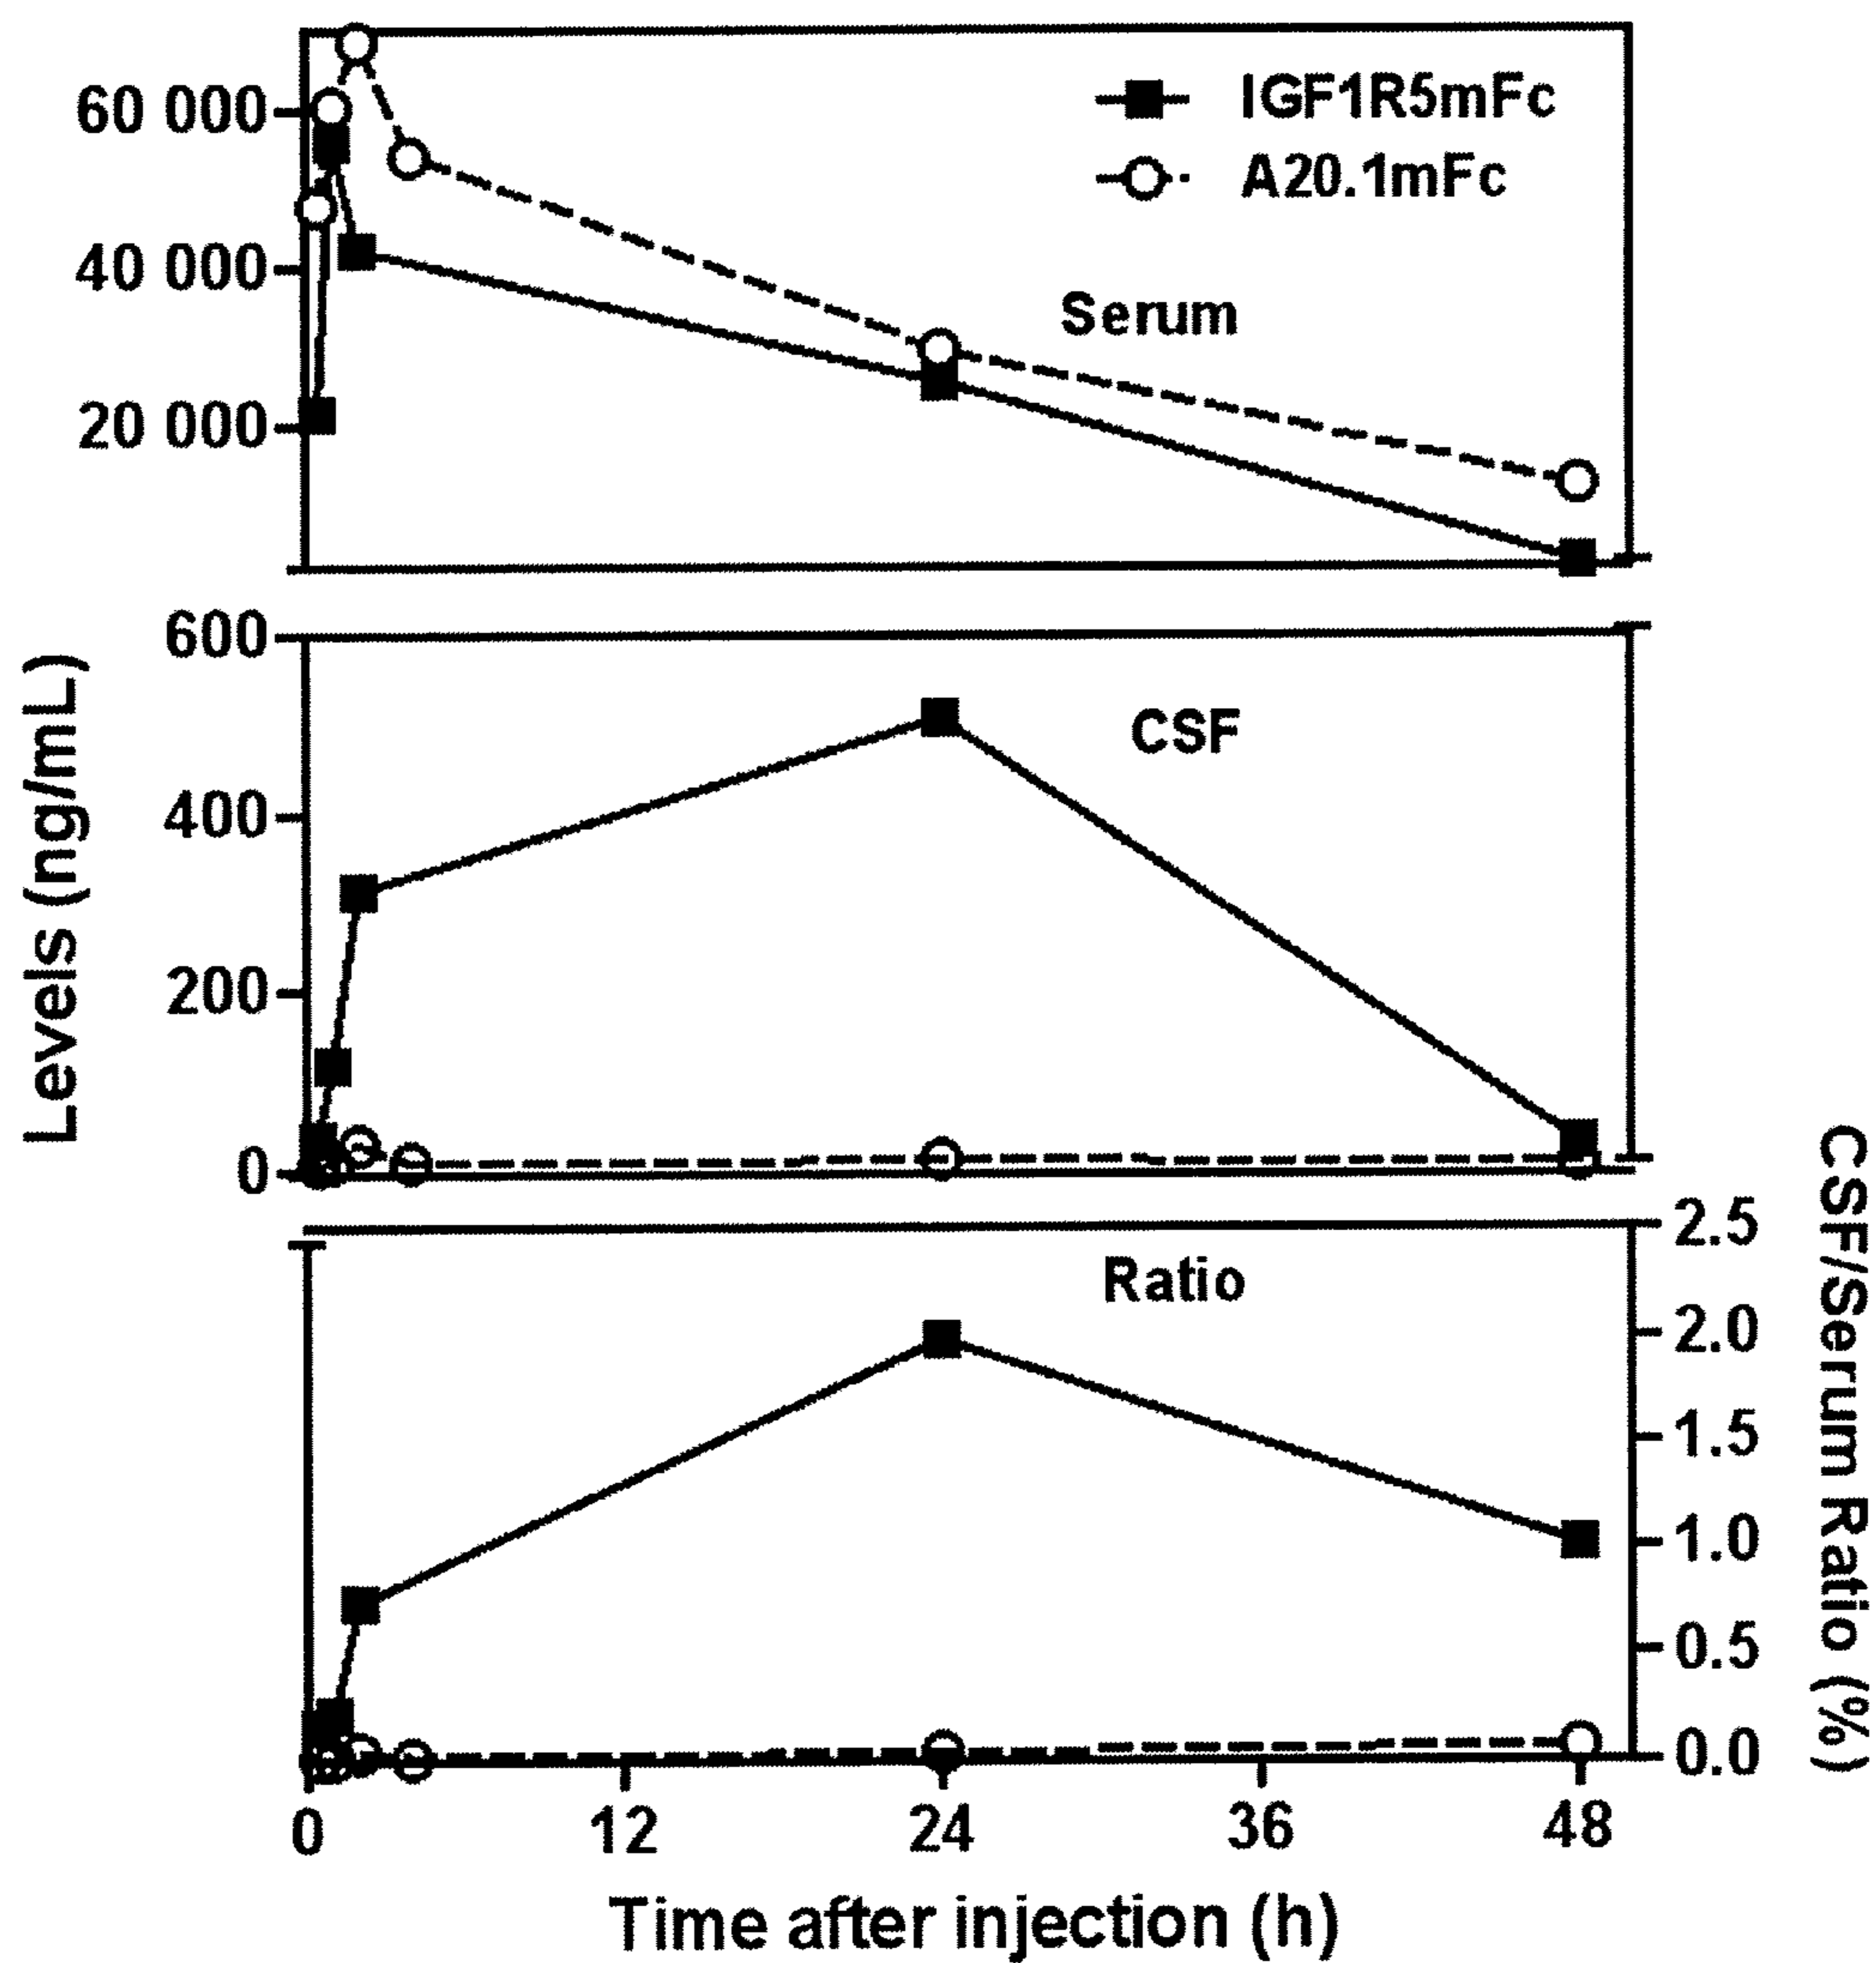 IGF1R5mFc
A20.1mFc
60 000
40 000
20 000
Serum
Levels (ng/mL)
600
400
200
0
CSF
Ratio
CSF/Serum Ratio (%)
2.5
2.0
1.5
1.0
0.5
0.0
0 12 24 36 48
Time after injection (h)